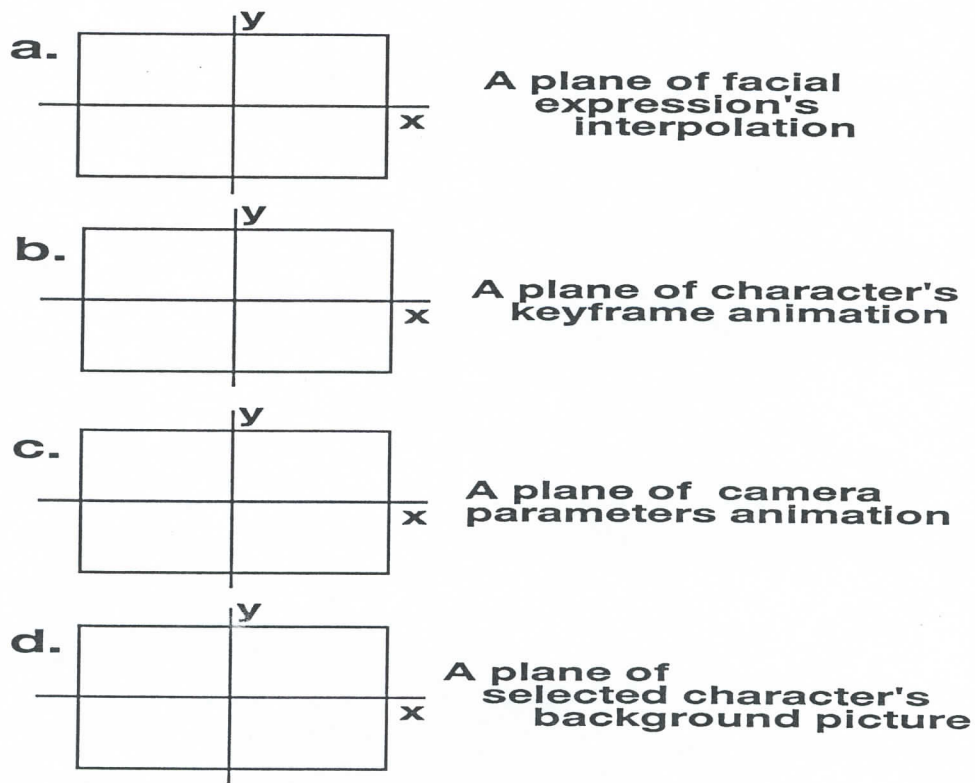 y
a.
x
A plane of facial
expression's
interpolation
y
b.
x
A plane of character's
keyframe animation
y
c.
x
A plane of camera
parameters animation
y
d.
x
A plane of
selected character's
background picture